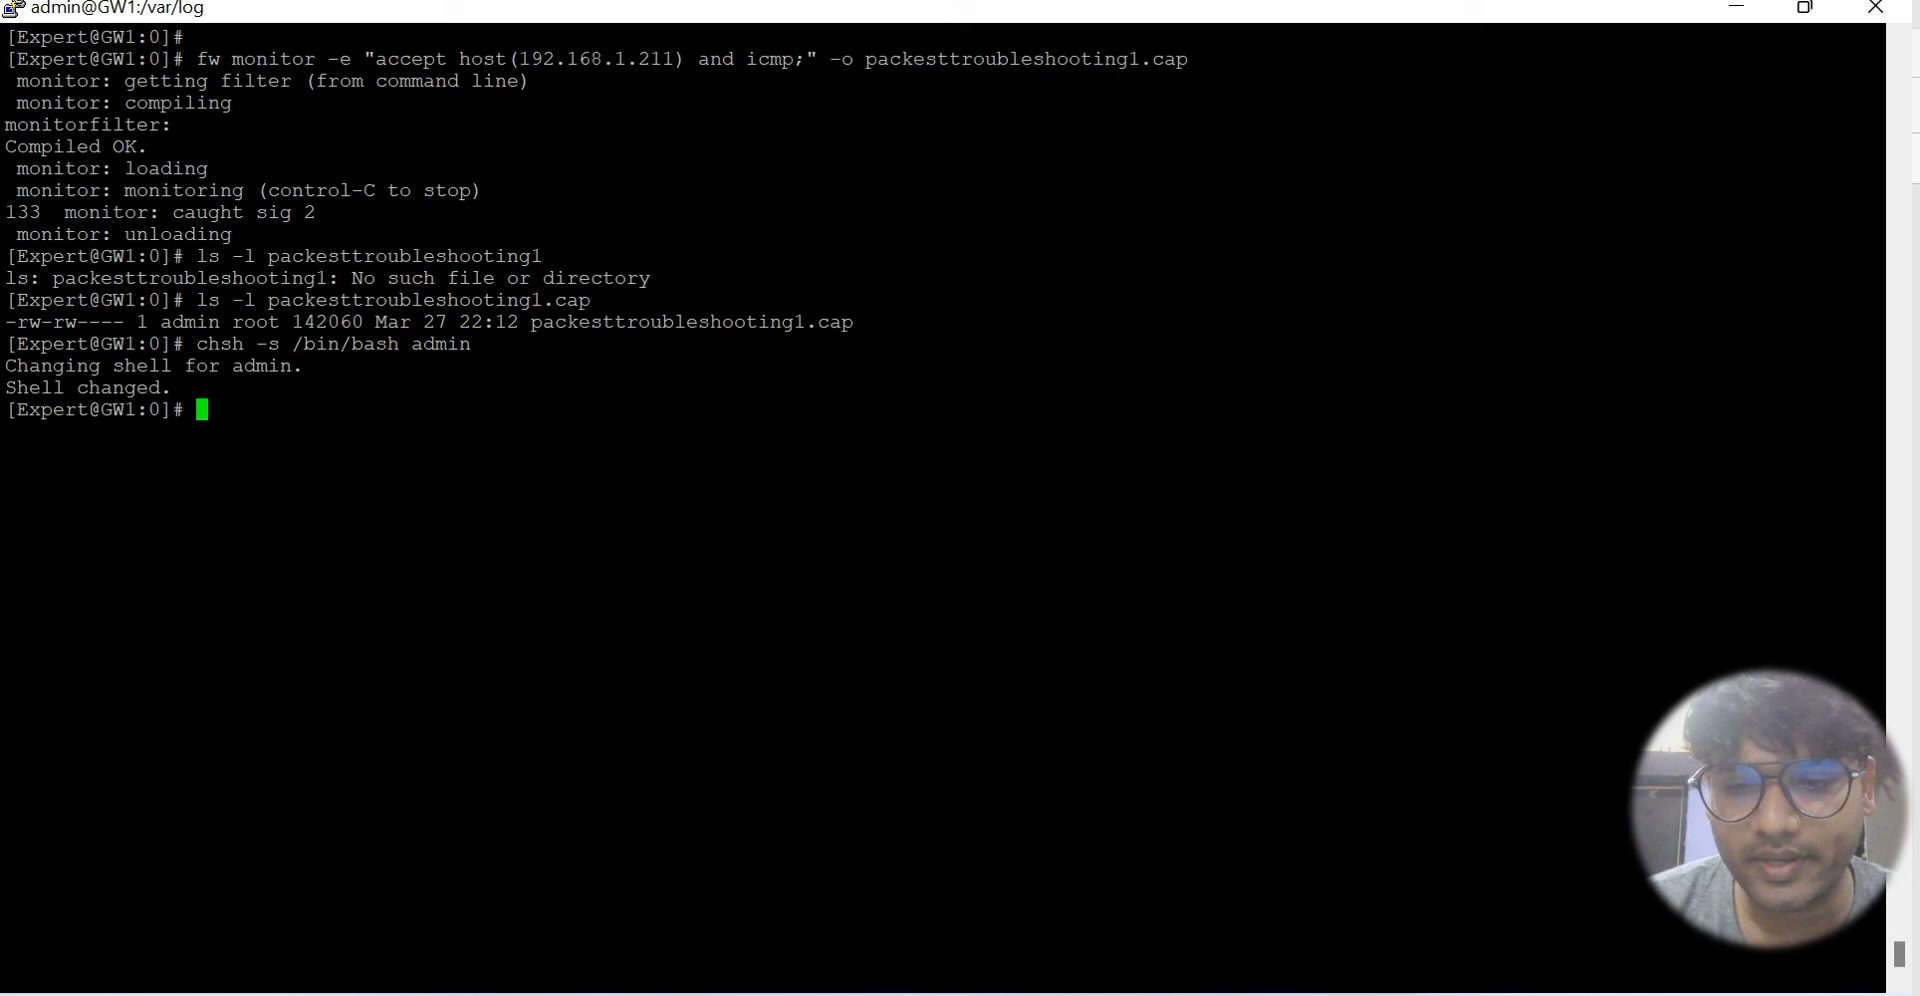 admin@GW1:/var/log
[Expert@GW1:0]#
[Expert@GW1:0]# fw monitor -e "accept host(192.168.1.211) and icmp;" -o packesttroubleshooting1.cap
 monitor: getting filter (from command line)
 monitor: compiling
monitorfilter:
Compiled OK.
 monitor: loading
 monitor: monitoring (control-C to stop)
133  monitor: caught sig 2
 monitor: unloading
[Expert@GW1:0]# ls -l packesttroubleshooting1
ls: packesttroubleshooting1: No such file or directory
[Expert@GW1:0]# ls -l packesttroubleshooting1.cap
-rw-rw---- 1 admin root 142060 Mar 27 22:12 packesttroubleshooting1.cap
[Expert@GW1:0]# chsh -s /bin/bash admin
Changing shell for admin.
Shell changed.
[Expert@GW1:0]#